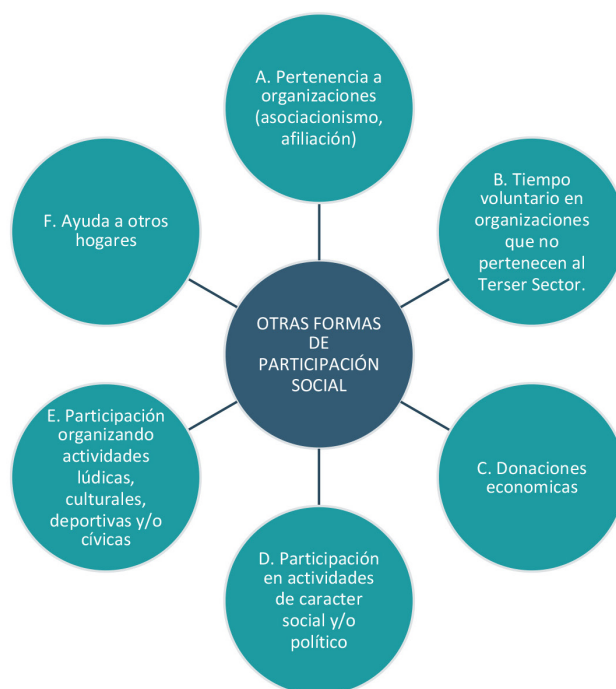 A. Pertenencia a
organizaciones
(asociacionismo,
afiliación)
B. Tiempo
voluntario en
organizaciones
que no
pertenecen al
Terser Sector.
C. Donaciones
economicas
D. Participación
en actividades
de caracter
social y/o
político
E. Participación
organizando
actividades
lúdicas,
culturales,
deportivas y/o
cívicas
F. Ayuda a otros
hogares
OTRAS FORMAS
DE
PARTICIPACIÓN
SOCIAL